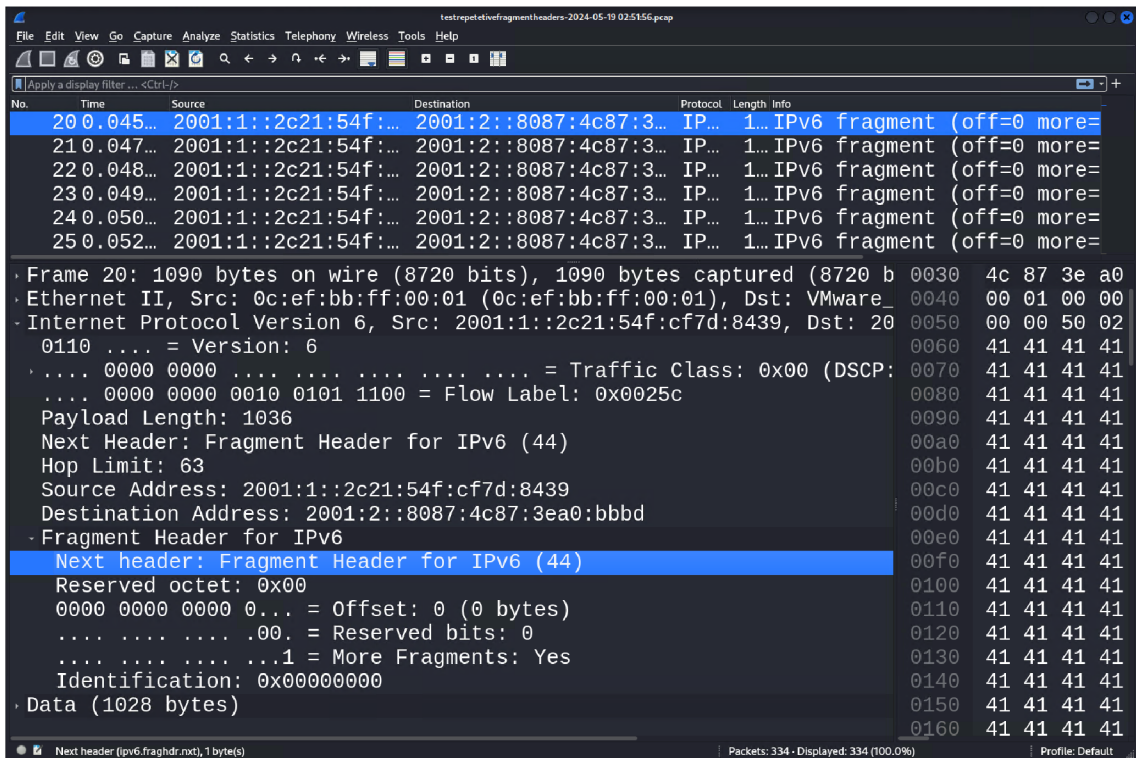 testrepetetivefragmentheaders-2024-05-19 02:51:56.pcap
File Edit View Go Capture Analyze Statistics Telephony Wireless Tools Help
Apply a display filter ... <Ctrl-/>
No. Time Source Destination Protocol Length Info
20 0.045… 2001:1::2c21:54f:… 2001:2::8087:4c87:3… IP… 1… IPv6 fragment (off=0 more=
21 0.047… 2001:1::2c21:54f:… 2001:2::8087:4c87:3… IP… 1… IPv6 fragment (off=0 more=
22 0.048… 2001:1::2c21:54f:… 2001:2::8087:4c87:3… IP… 1… IPv6 fragment (off=0 more=
23 0.049… 2001:1::2c21:54f:… 2001:2::8087:4c87:3… IP… 1… IPv6 fragment (off=0 more=
24 0.050… 2001:1::2c21:54f:… 2001:2::8087:4c87:3… IP… 1… IPv6 fragment (off=0 more=
25 0.052… 2001:1::2c21:54f:… 2001:2::8087:4c87:3… IP… 1… IPv6 fragment (off=0 more=
Frame 20: 1090 bytes on wire (8720 bits), 1090 bytes captured (8720 b
Ethernet II, Src: 0c:ef:bb:ff:00:01 (0c:ef:bb:ff:00:01), Dst: VMware_
Internet Protocol Version 6, Src: 2001:1::2c21:54f:cf7d:8439, Dst: 20
0110 .... = Version: 6
.... 0000 0000 .... .... .... .... .... = Traffic Class: 0x00 (DSCP:
.... 0000 0000 0010 0101 1100 = Flow Label: 0x0025c
Payload Length: 1036
Next Header: Fragment Header for IPv6 (44)
Hop Limit: 63
Source Address: 2001:1::2c21:54f:cf7d:8439
Destination Address: 2001:2::8087:4c87:3ea0:bbbd
Fragment Header for IPv6
Next header: Fragment Header for IPv6 (44)
Reserved octet: 0x00
0000 0000 0000 0... = Offset: 0 (0 bytes)
.... .... .... .00. = Reserved bits: 0
.... .... .... ...1 = More Fragments: Yes
Identification: 0x00000000
Data (1028 bytes)
0030 4c 87 3e a0
0040 00 01 00 00
0050 00 00 50 02
0060 41 41 41 41
0070 41 41 41 41
0080 41 41 41 41
0090 41 41 41 41
00a0 41 41 41 41
00b0 41 41 41 41
00c0 41 41 41 41
00d0 41 41 41 41
00e0 41 41 41 41
00f0 41 41 41 41
0100 41 41 41 41
0110 41 41 41 41
0120 41 41 41 41
0130 41 41 41 41
0140 41 41 41 41
0150 41 41 41 41
0160 41 41 41 41
Next header (ipv6.fraghdr.nxt), 1 byte(s)
Packets: 334 · Displayed: 334 (100.0%)
Profile: Default